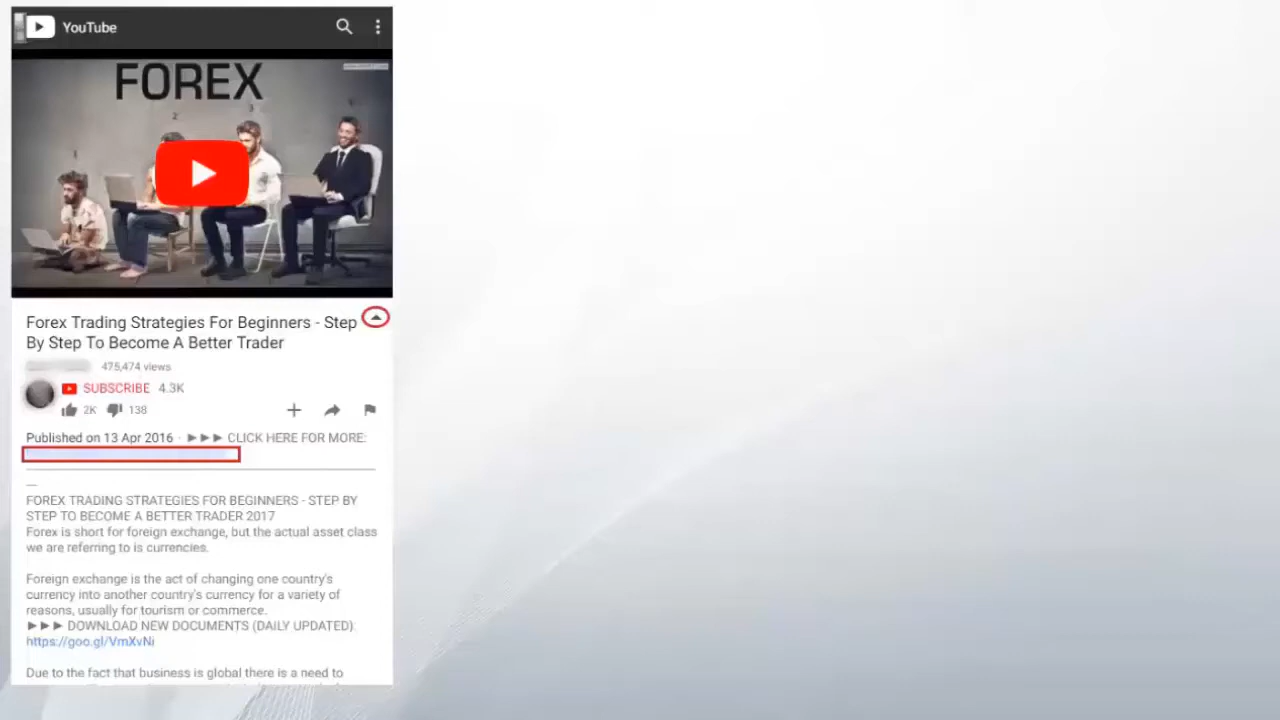 YouTube
FOREX
1
2
3
Forex Trading Strategies For Beginners - Step
By Step To Become A Better Trader
475,474 views
SUBSCRIBE 4.3K
2K 138
Published on 13 Apr 2016 · ►►► CLICK HERE FOR MORE:
—
FOREX TRADING STRATEGIES FOR BEGINNERS - STEP BY
STEP TO BECOME A BETTER TRADER 2017
Forex is short for foreign exchange, but the actual asset class
we are referring to is currencies.
Foreign exchange is the act of changing one country's
currency into another country's currency for a variety of
reasons, usually for tourism or commerce.
►►► DOWNLOAD NEW DOCUMENTS (DAILY UPDATED):
https://goo.gl/VmXvNi
Due to the fact that business is global there is a need to